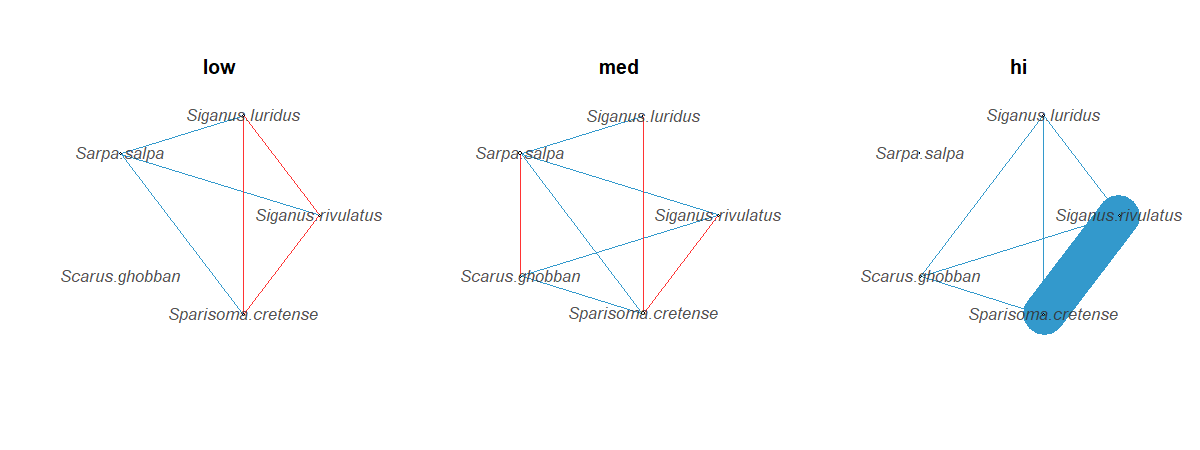 low
Siganus.luridus
Sarpa.salpa
Siganus.rivulatus
Scarus.ghobban
Sparisoma.cretense
med
Siganus.luridus
Sarpa.salpa
Siganus.rivulatus
Scarus.ghobban
Sparisoma.cretense
hi
Siganus.luridus
Sarpa.salpa
Siganus.rivulatus
Scarus.ghobban
Sparisoma.cretense